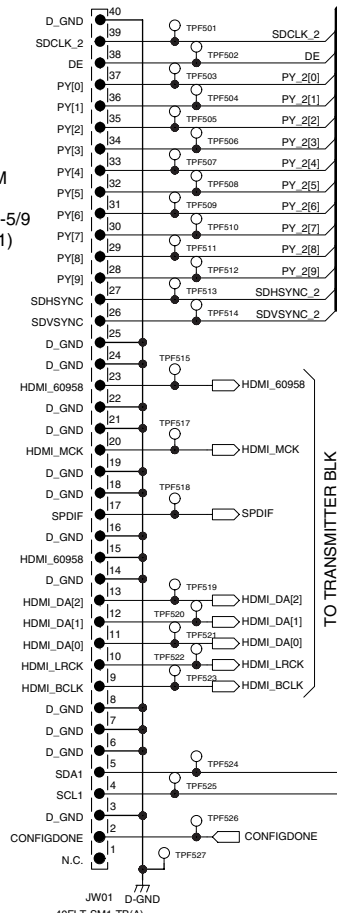 D_GND 40
SDCLK_2 39 TPF501 SDCLK_2
DE 38 TPF502 DE
PY[0] 37 TPF503 PY_2[0]
PY[1] 36 TPF504 PY_2[1]
PY[2] 35 TPF505 PY_2[2]
PY[3] 34 TPF506 PY_2[3]
PY[4] 33 TPF507 PY_2[4]
M
PY[5] 32 TPF508 PY_2[5]
PY[6] 31 TPF509 PY_2[6]
-5/9
PY[7] 30 TPF510 PY_2[7]
1)
PY[8] 29 TPF511 PY_2[8]
PY[9] 28 TPF512 PY_2[9]
SDHSYNC 27 TPF513 SDHSYNC_2
SDVSYNC 26 TPF514 SDVSYNC_2
D_GND 25
D_GND 24 TPF515
HDMI_60958 23 HDMI_60958
D_GND 22
D_GND 21 TPF517
HDMI_MCK 20 HDMI_MCK
D_GND 19
D_GND 18 TPF518
SPDIF 17 SPDIF
D_GND 16
HDMI_60958 15
D_GND 14
HDMI_DA[2] 13 TPF519 HDMI_DA[2]
HDMI_DA[1] 12 TPF520 HDMI_DA[1]
HDMI_DA[0] 11 TPF521 HDMI_DA[0]
HDMI_LRCK 10 TPF522 HDMI_LRCK
HDMI_BCLK 9 TPF523 HDMI_BCLK
TO TRANSMITTER BLK
D_GND 8
D_GND 7
D_GND 6
SDA1 5 TPF524
SCL1 4 TPF525
D_GND 3
CONFIGDONE 2 TPF526 CONFIGDONE
N.C. 1 TPF527
JW01 D-GND